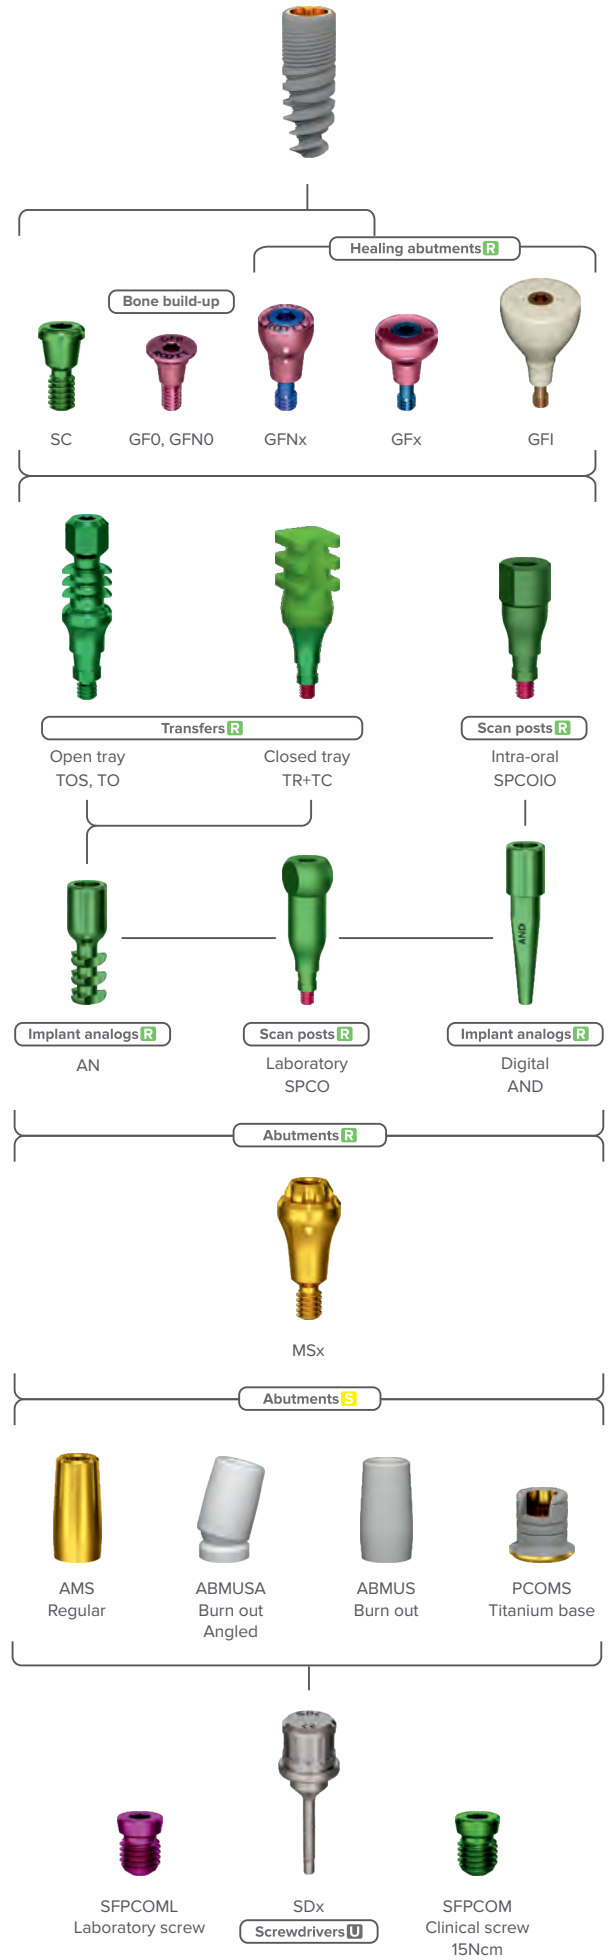 Healing abutments R
Bone build-up
SC
GF0, GFN0
GFNx
GFx
GFI
Transfers R
Scan posts R
Open tray
TOS, TO
Closed tray
TR+TC
Intra-oral
SPCOIO
AND
Implant analogs R
Scan posts R
Implant analogs R
AN
Laboratory
SPCO
Digital
AND
Abutments R
MSx
Abutments S
AMS
Regular
ABMUSA
Burn out
Angled
ABMUS
Burn out
PCOMS
Titanium base
SFPCOML
Laboratory screw
SDx
Screwdrivers U
SFPCOM
Clinical screw
15Ncm